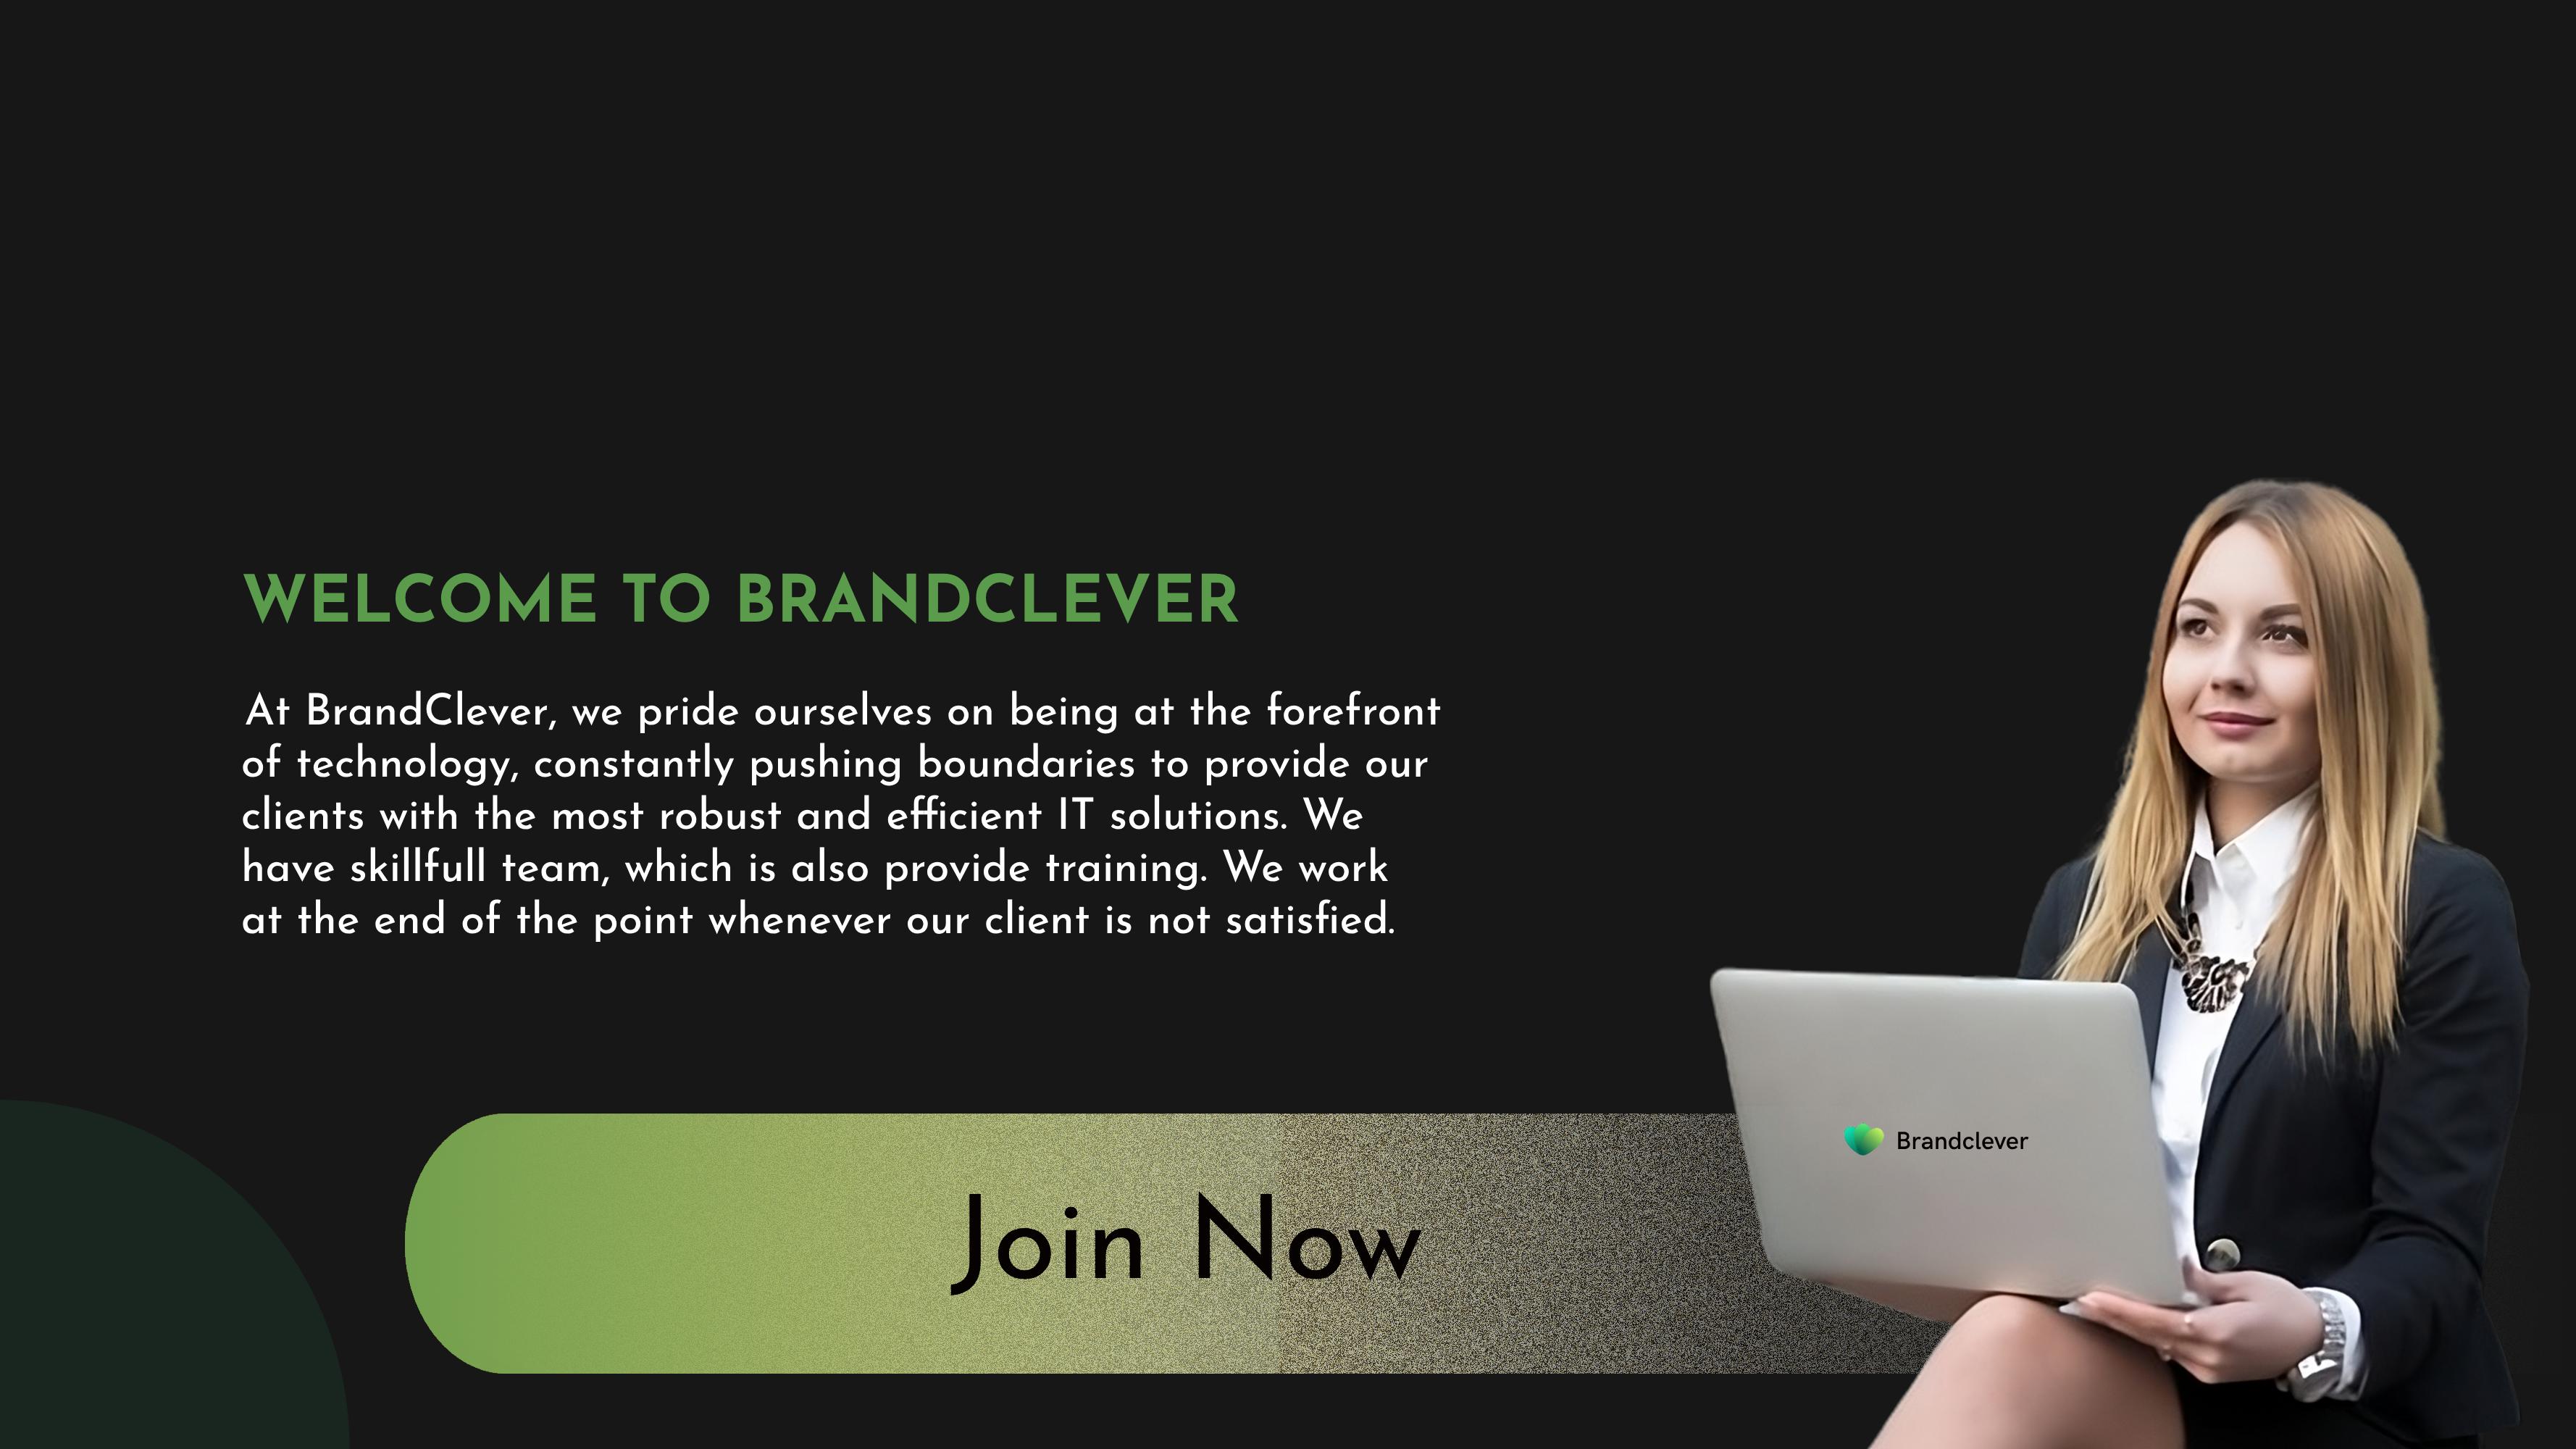 WELCOME TO BRANDCLEVER
At BrandClever, we pride ourselves on being at the forefront
of technology, constantly pushing boundaries to provide our
clients with the most robust and efficient IT solutions. We
have skillfull team, which is also provide training. We work
at the end of the point whenever our client is not satisfied.
Brandclever
Join Now